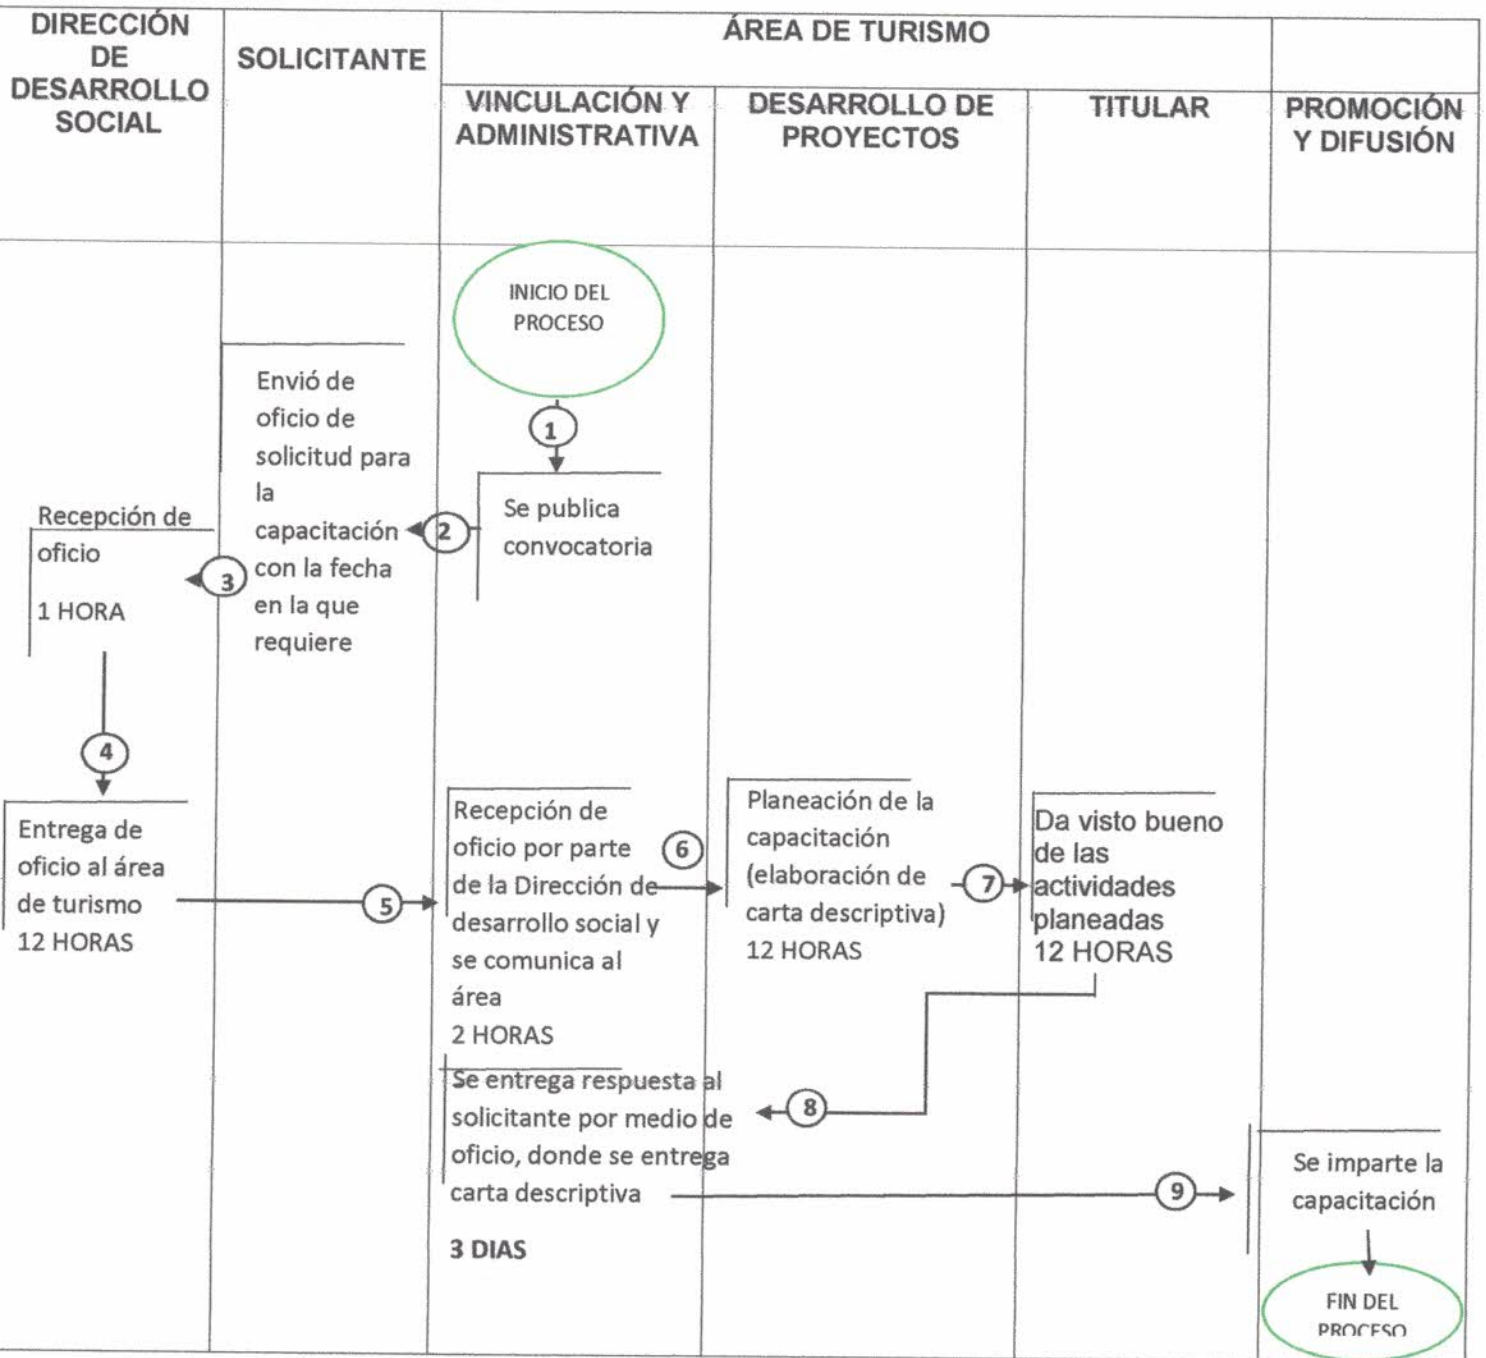 DIRECCIÓN
DE
DESARROLLO
SOCIAL
SOLICITANTE
ÁREA DE TURISMO
VINCULACIÓN Y
ADMINISTRATIVA
DESARROLLO DE
PROYECTOS
TITULAR
PROMOCIÓN
Y DIFUSIÓN
INICIO DEL
PROCESO
1
Se publica
convocatoria
2
Envió de
oficio de
solicitud para
la
capacitación
con la fecha
en la que
requiere
3
Recepción de
oficio
1 HORA
4
Entrega de
oficio al área
de turismo
12 HORAS
5
Recepción de
oficio por parte
de la Dirección de
desarrollo social y
se comunica al
área
2 HORAS
6
Planeación de la
capacitación
(elaboración de
carta descriptiva)
12 HORAS
7
Da visto bueno
de las
actividades
planeadas
12 HORAS
8
Se entrega respuesta al
solicitante por medio de
oficio, donde se entrega
carta descriptiva
3 DIAS
9
Se imparte la
capacitación
FIN DEL
PROCESO